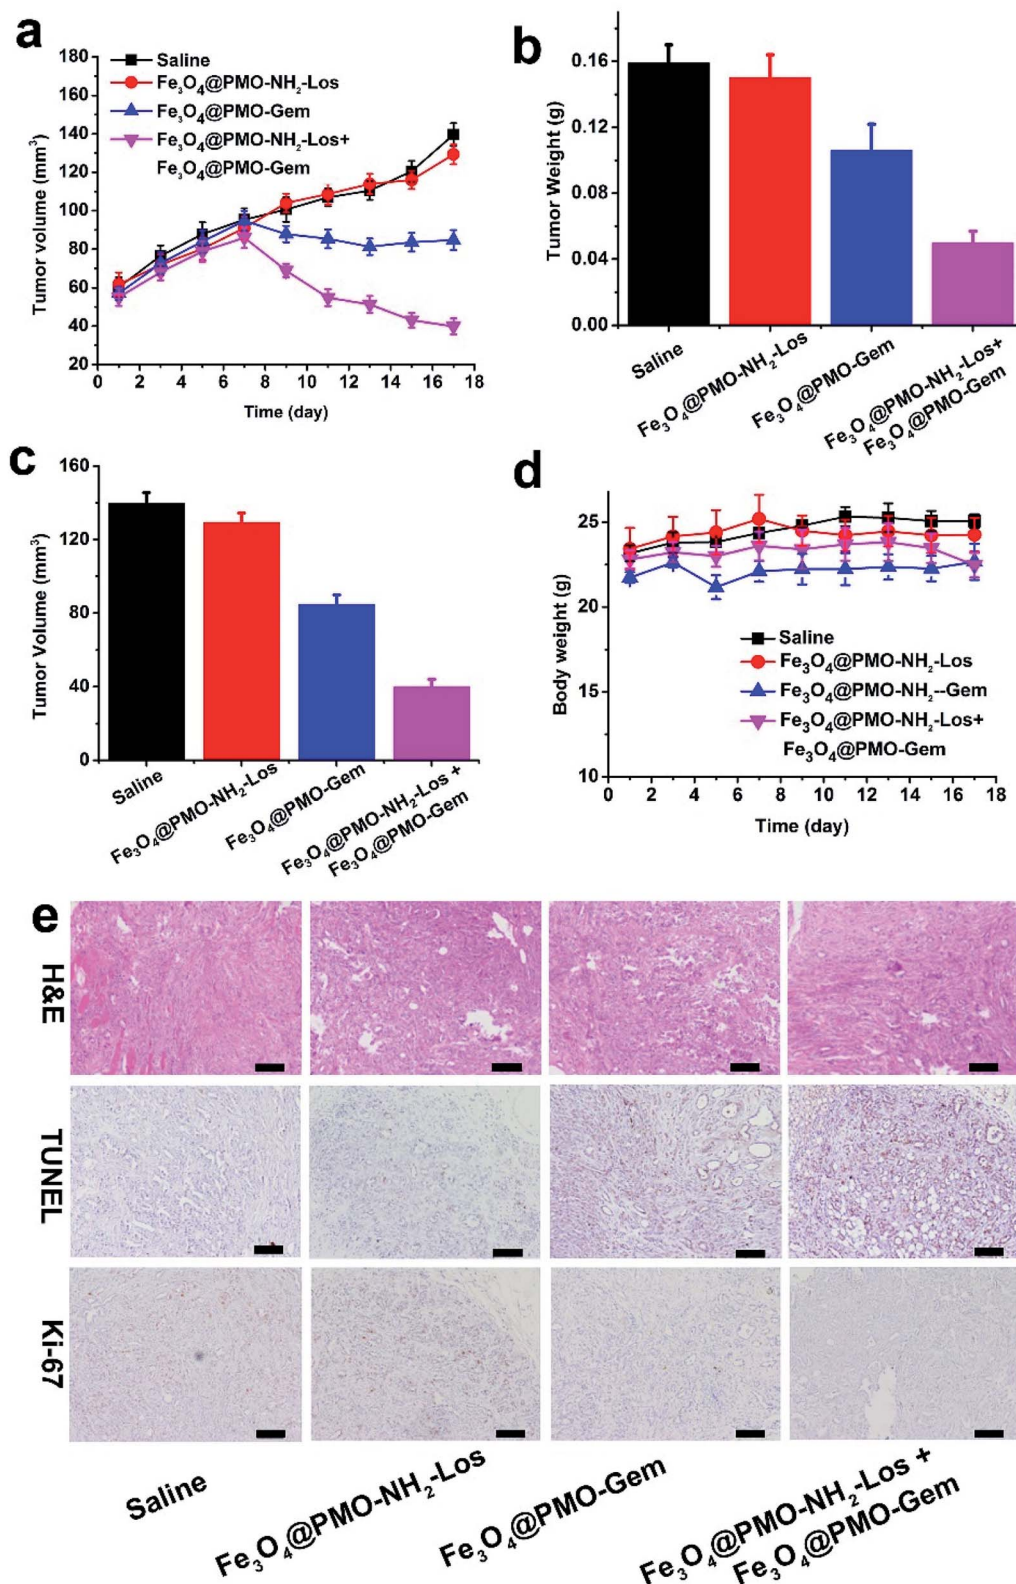 a
180
160
140
120
100
80
60
40
20
0 2 4 6 8 10 12 14 16 18
Tumor volume (mm³)
Time (day)
Saline
Fe₃O₄@PMO-NH₂-Los
Fe₃O₄@PMO-Gem
Fe₃O₄@PMO-NH₂-Los+
Fe₃O₄@PMO-Gem
b
0.16
0.12
0.08
0.04
0.00
Tumor Weight (g)
Saline
Fe₃O₄@PMO-NH₂-Los
Fe₃O₄@PMO-Gem
Fe₃O₄@PMO-NH₂-Los+
Fe₃O₄@PMO-Gem
c
160
120
80
40
0
Tumor Volume (mm³)
Saline
Fe₃O₄@PMO-NH₂-Los
Fe₃O₄@PMO-Gem
Fe₃O₄@PMO-NH₂-Los +
Fe₃O₄@PMO-Gem
d
25
20
15
10
0 2 4 6 8 10 12 14 16 18
Body weight (g)
Time (day)
Saline
Fe₃O₄@PMO-NH₂-Los
Fe₃O₄@PMO-NH₂--Gem
Fe₃O₄@PMO-NH₂-Los+
Fe₃O₄@PMO-Gem
e
H&E
TUNEL
Ki-67
Saline
Fe₃O₄@PMO-NH₂-Los
Fe₃O₄@PMO-Gem
Fe₃O₄@PMO-NH₂-Los +
Fe₃O₄@PMO-Gem